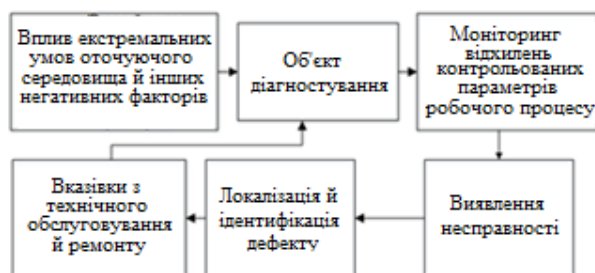 Вплив екстремальних
умов оточуючого
середовища й інших
негативних факторів
Об'єкт
діагностування
Моніторинг
відхилень
контрольованих
параметрів
робочого процесу
Вказівки з
технічного
обслуговування
й ремонту
Локалізація й
ідентифікація
дефекту
Виявлення
несправності